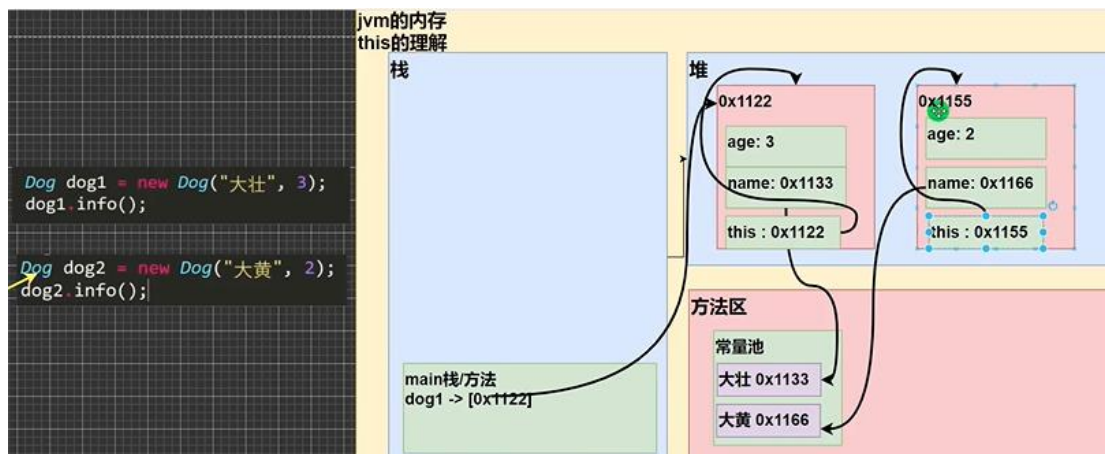 jvm的内存
this的理解
栈
堆
0x1122
age: 3
name: 0x1133
this : 0x1122
0x1155
age: 2
name: 0x1166
this : 0x1155
Dog dog1 = new Dog("大壮", 3);
dog1.info();
Dog dog2 = new Dog("大黄", 2);
dog2.info();
main栈/方法
dog1 -> [0x1122]
方法区
常量池
大壮 0x1133
大黄 0x1166